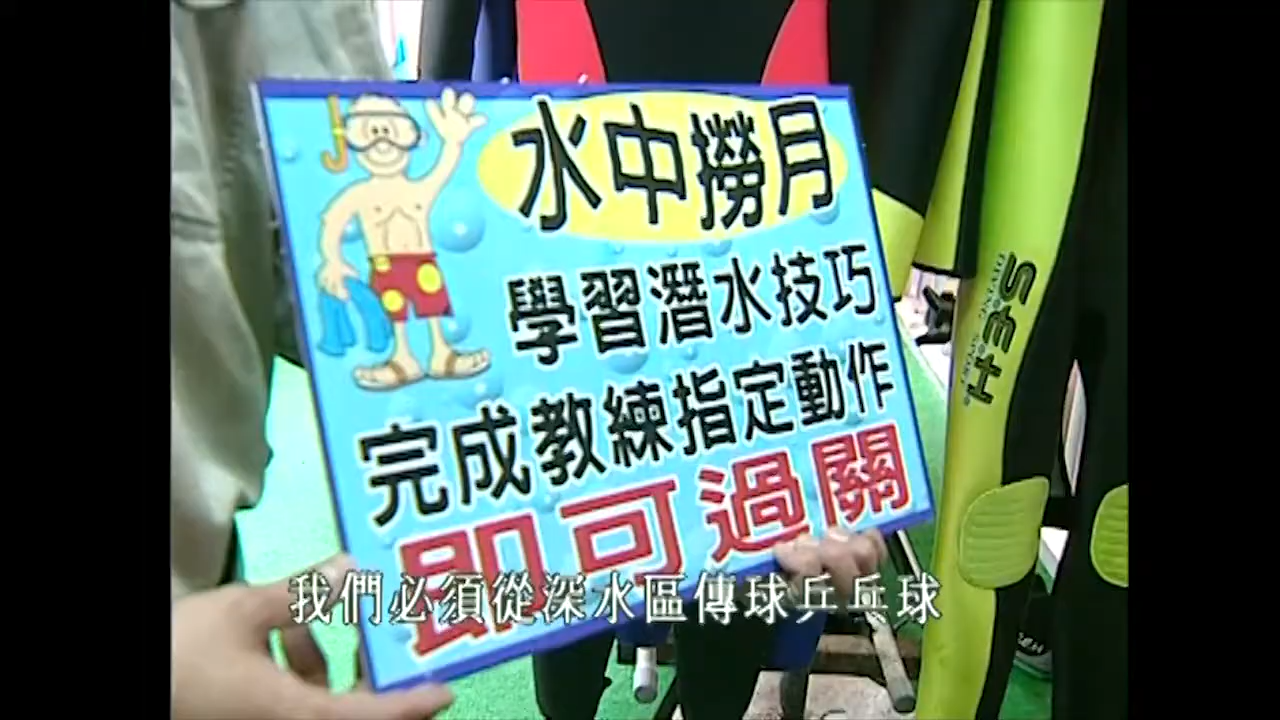 水中撈月
學習潛水技巧
完成教練指定動作
即可過關
我們必須從深水區傳球乒乓球